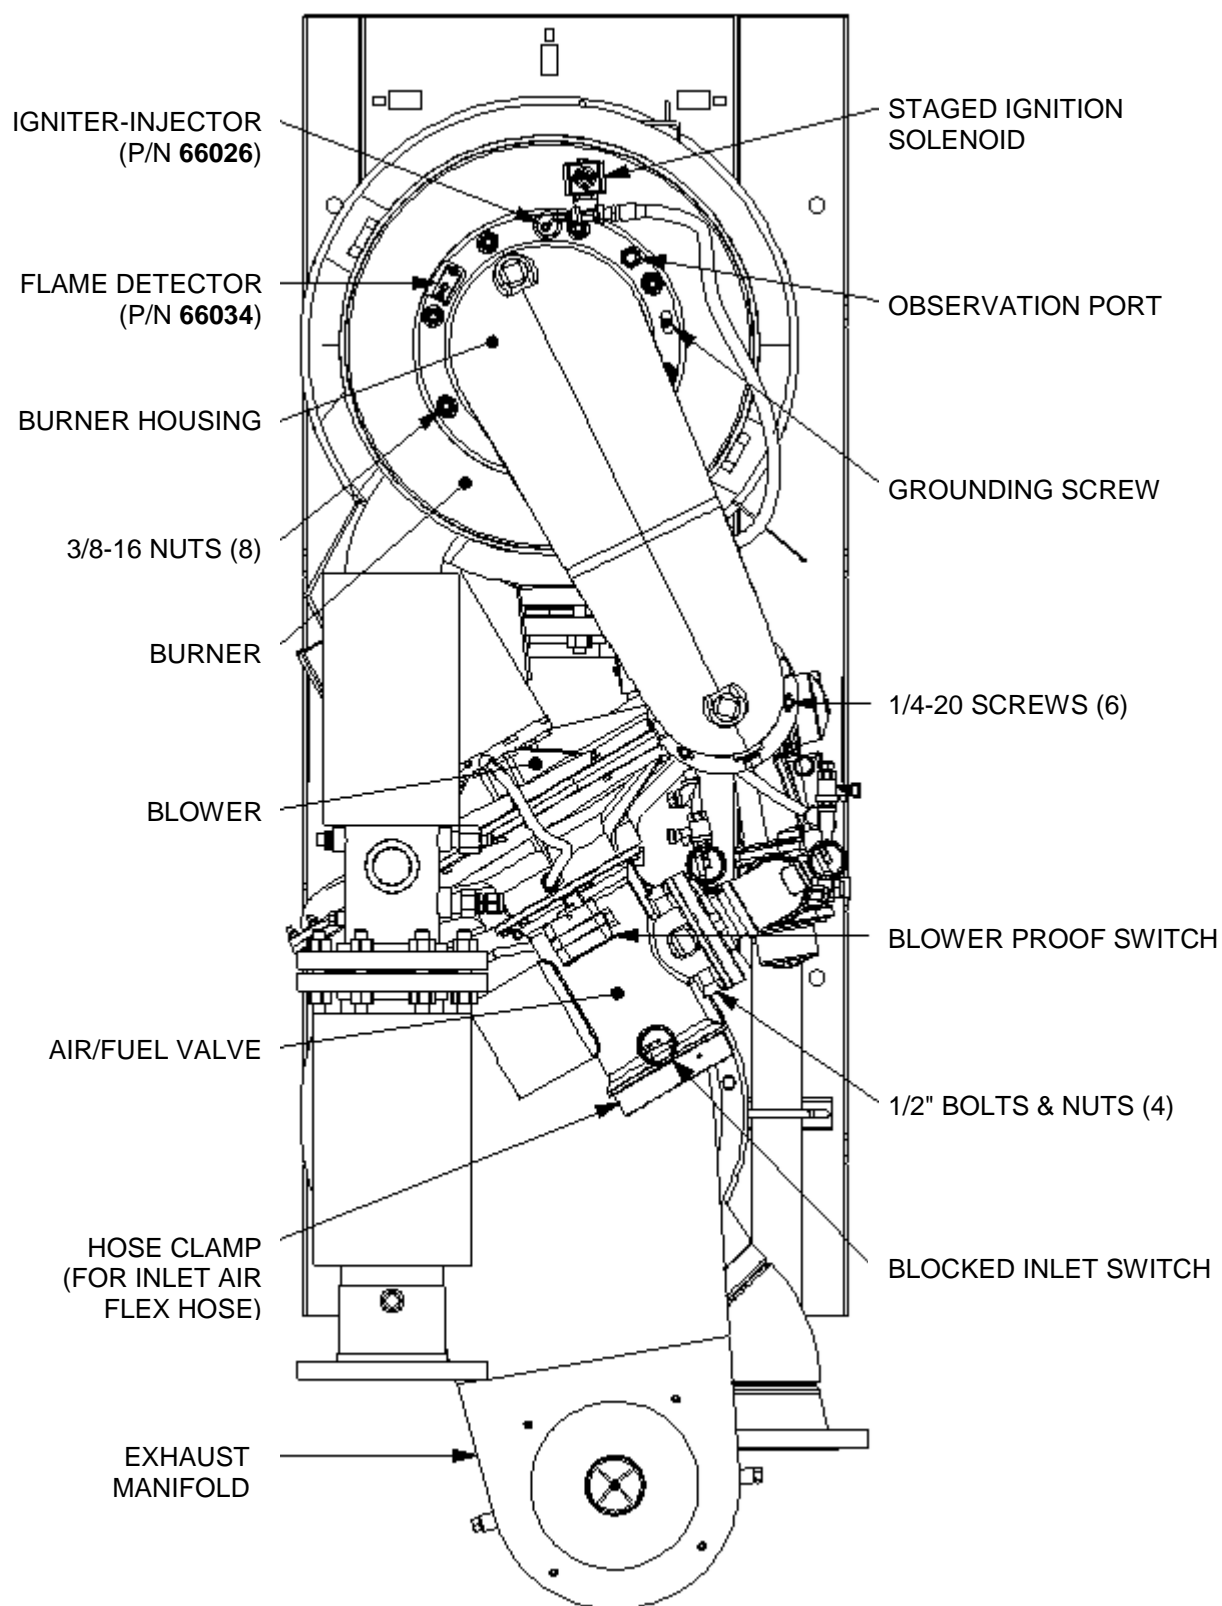 IGNITER-INJECTOR
(P/N 66026)
FLAME DETECTOR
(P/N 66034)
BURNER HOUSING
3/8-16 NUTS (8)
BURNER
BLOWER
AIR/FUEL VALVE
HOSE CLAMP
(FOR INLET AIR
FLEX HOSE)
EXHAUST
MANIFOLD
STAGED IGNITION
SOLENOID
OBSERVATION PORT
GROUNDING SCREW
1/4-20 SCREWS (6)
BLOWER PROOF SWITCH
1/2" BOLTS & NUTS (4)
BLOCKED INLET SWITCH